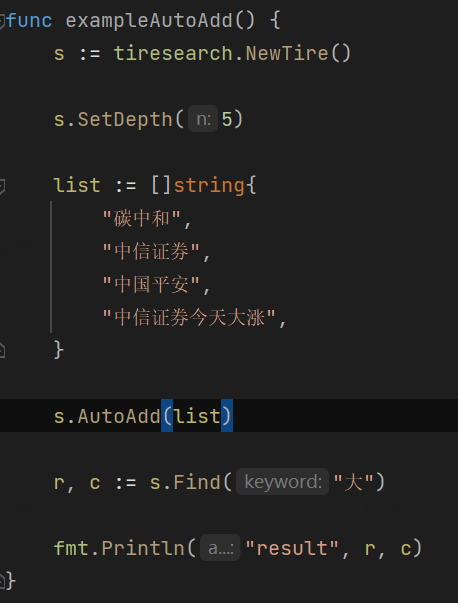 func exampleAutoAdd() {
s := tiresearch.NewTire()
s.SetDepth( n: 5)
list := []string{
"碳中和",
"中信证券",
"中国平安",
"中信证券今天大涨",
}
s.AutoAdd(list)
r, c := s.Find( keyword: "大")
fmt.Println( a...: "result", r, c)
}